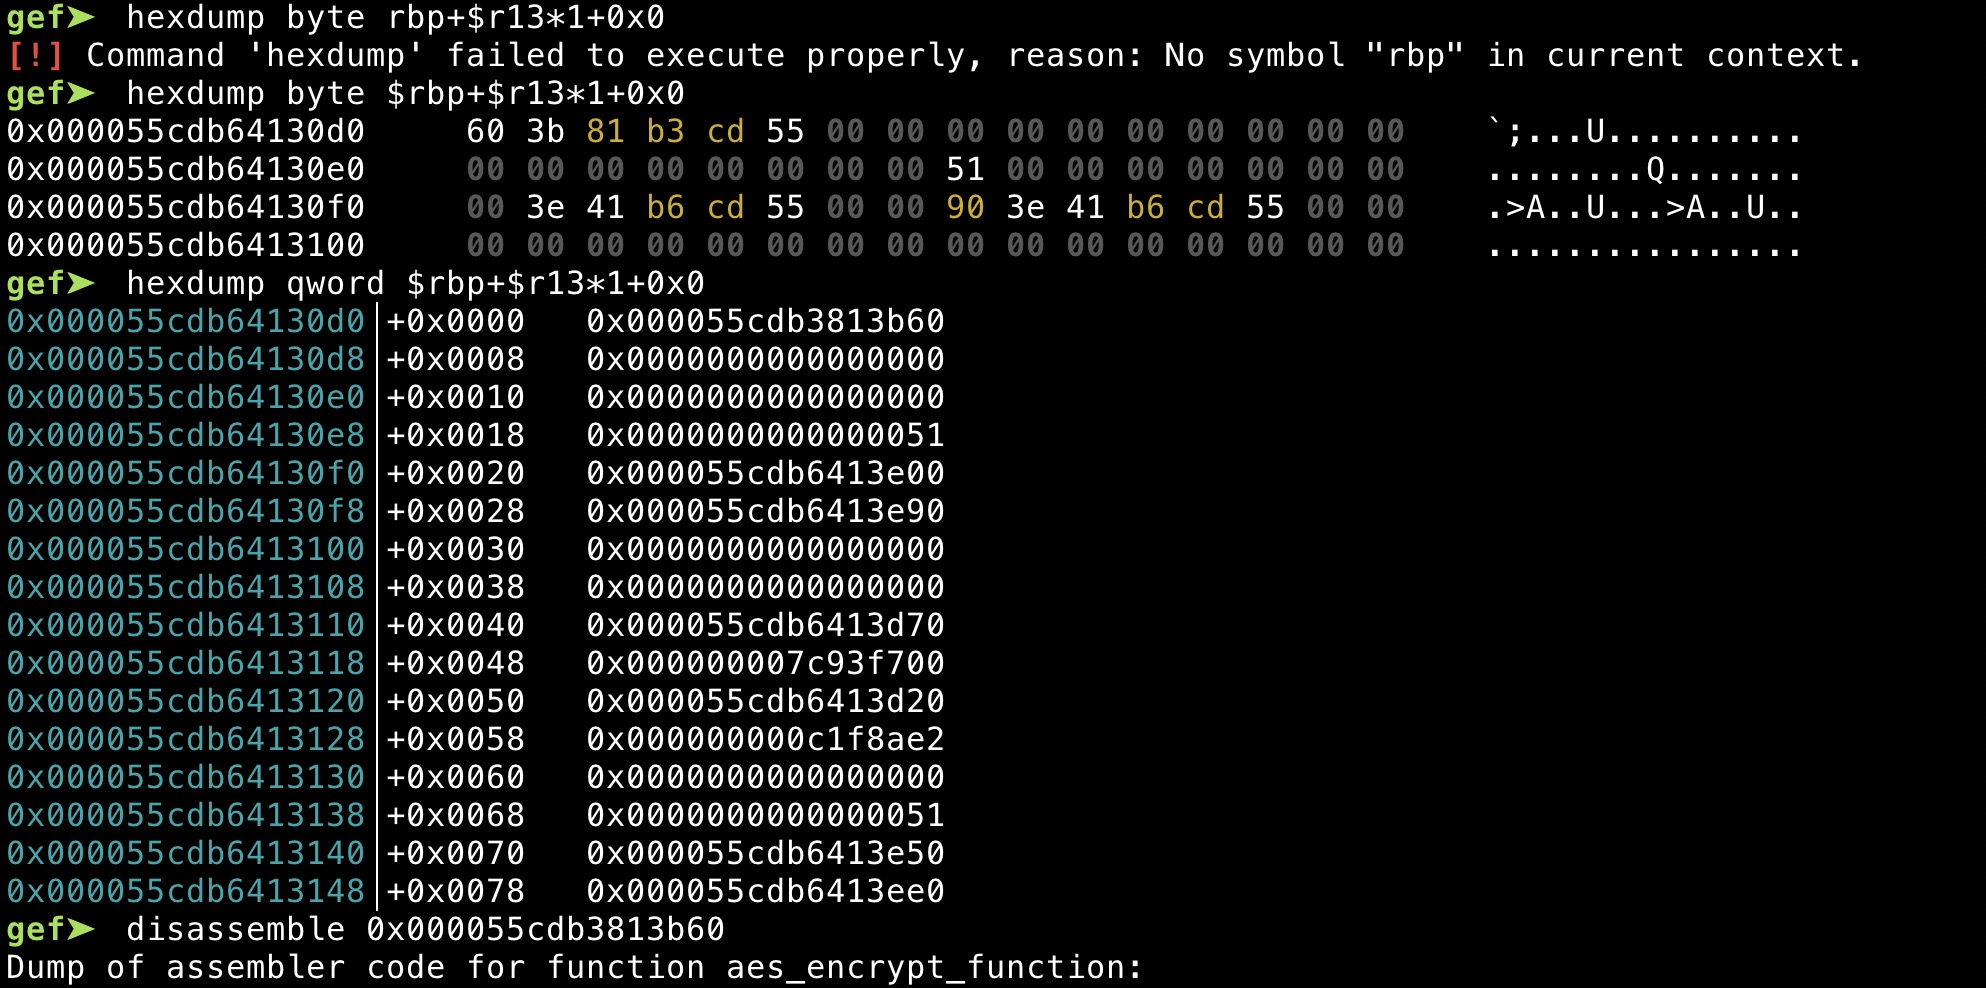 gef➤  hexdump byte rbp+$r13*1+0x0
[!] Command 'hexdump' failed to execute properly, reason: No symbol "rbp" in current context.
gef➤  hexdump byte $rbp+$r13*1+0x0
0x000055cdb64130d0     60 3b 81 b3 cd 55 00 00 00 00 00 00 00 00 00 00    `;...U..........
0x000055cdb64130e0     00 00 00 00 00 00 00 00 51 00 00 00 00 00 00 00    ........Q.......
0x000055cdb64130f0     00 3e 41 b6 cd 55 00 00 90 3e 41 b6 cd 55 00 00    .>A..U...>A..U..
0x000055cdb6413100     00 00 00 00 00 00 00 00 00 00 00 00 00 00 00 00    ................
gef➤  hexdump qword $rbp+$r13*1+0x0
0x000055cdb64130d0│+0x0000   0x000055cdb3813b60
0x000055cdb64130d8│+0x0008   0x0000000000000000
0x000055cdb64130e0│+0x0010   0x0000000000000000
0x000055cdb64130e8│+0x0018   0x0000000000000051
0x000055cdb64130f0│+0x0020   0x000055cdb6413e00
0x000055cdb64130f8│+0x0028   0x000055cdb6413e90
0x000055cdb6413100│+0x0030   0x0000000000000000
0x000055cdb6413108│+0x0038   0x0000000000000000
0x000055cdb6413110│+0x0040   0x000055cdb6413d70
0x000055cdb6413118│+0x0048   0x000000007c93f700
0x000055cdb6413120│+0x0050   0x000055cdb6413d20
0x000055cdb6413128│+0x0058   0x000000000c1f8ae2
0x000055cdb6413130│+0x0060   0x0000000000000000
0x000055cdb6413138│+0x0068   0x0000000000000051
0x000055cdb6413140│+0x0070   0x000055cdb6413e50
0x000055cdb6413148│+0x0078   0x000055cdb6413ee0
gef➤  disassemble 0x000055cdb3813b60
Dump of assembler code for function aes_encrypt_function: